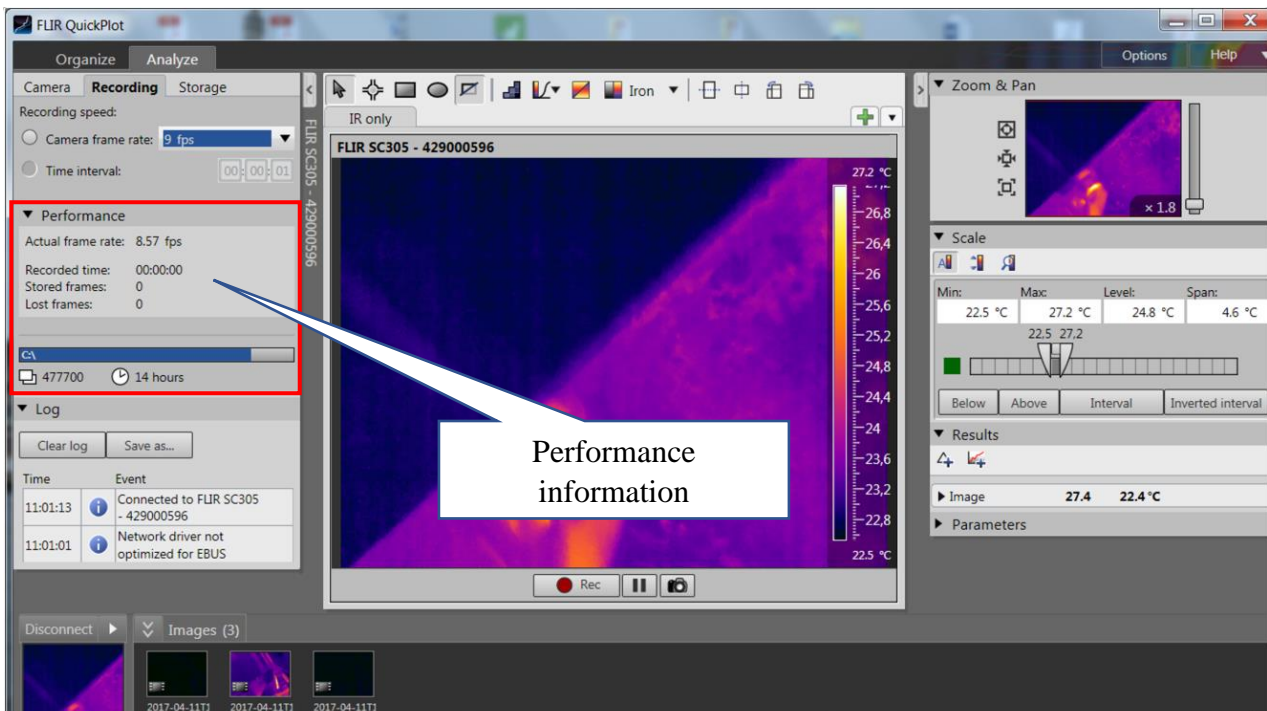 FLIR QuickPlot
Organize Analyze
Options Help
Camera Recording Storage
Recording speed:
Camera frame rate: 9 fps
Time interval: 00:00:01
Performance
Actual frame rate: 8.57 fps
Recorded time: 00:00:00
Stored frames: 0
Lost frames: 0
C:\
477700 14 hours
Log
Clear log Save as...
Time Event
11:01:13 Connected to FLIR SC305
- 429000596
11:01:01 Network driver not
optimized for EBUS
FLIR SC305 - 429000596
Iron
IR only
FLIR SC305 - 429000596
27.2 °C
26,8
26,4
26
25,6
25,2
24,8
24,4
24
23,6
23,2
22,8
22.5 °C
Performance
information
Rec
Zoom & Pan
× 1.8
Scale
Min: Max: Level: Span:
22.5 °C 27.2 °C 24.8 °C 4.6 °C
22.5 27,2
Below Above Interval Inverted interval
Results
Image 27.4 22.4 °C
Parameters
Disconnect Images (3)
2017-04-11T1 2017-04-11T1 2017-04-11T1